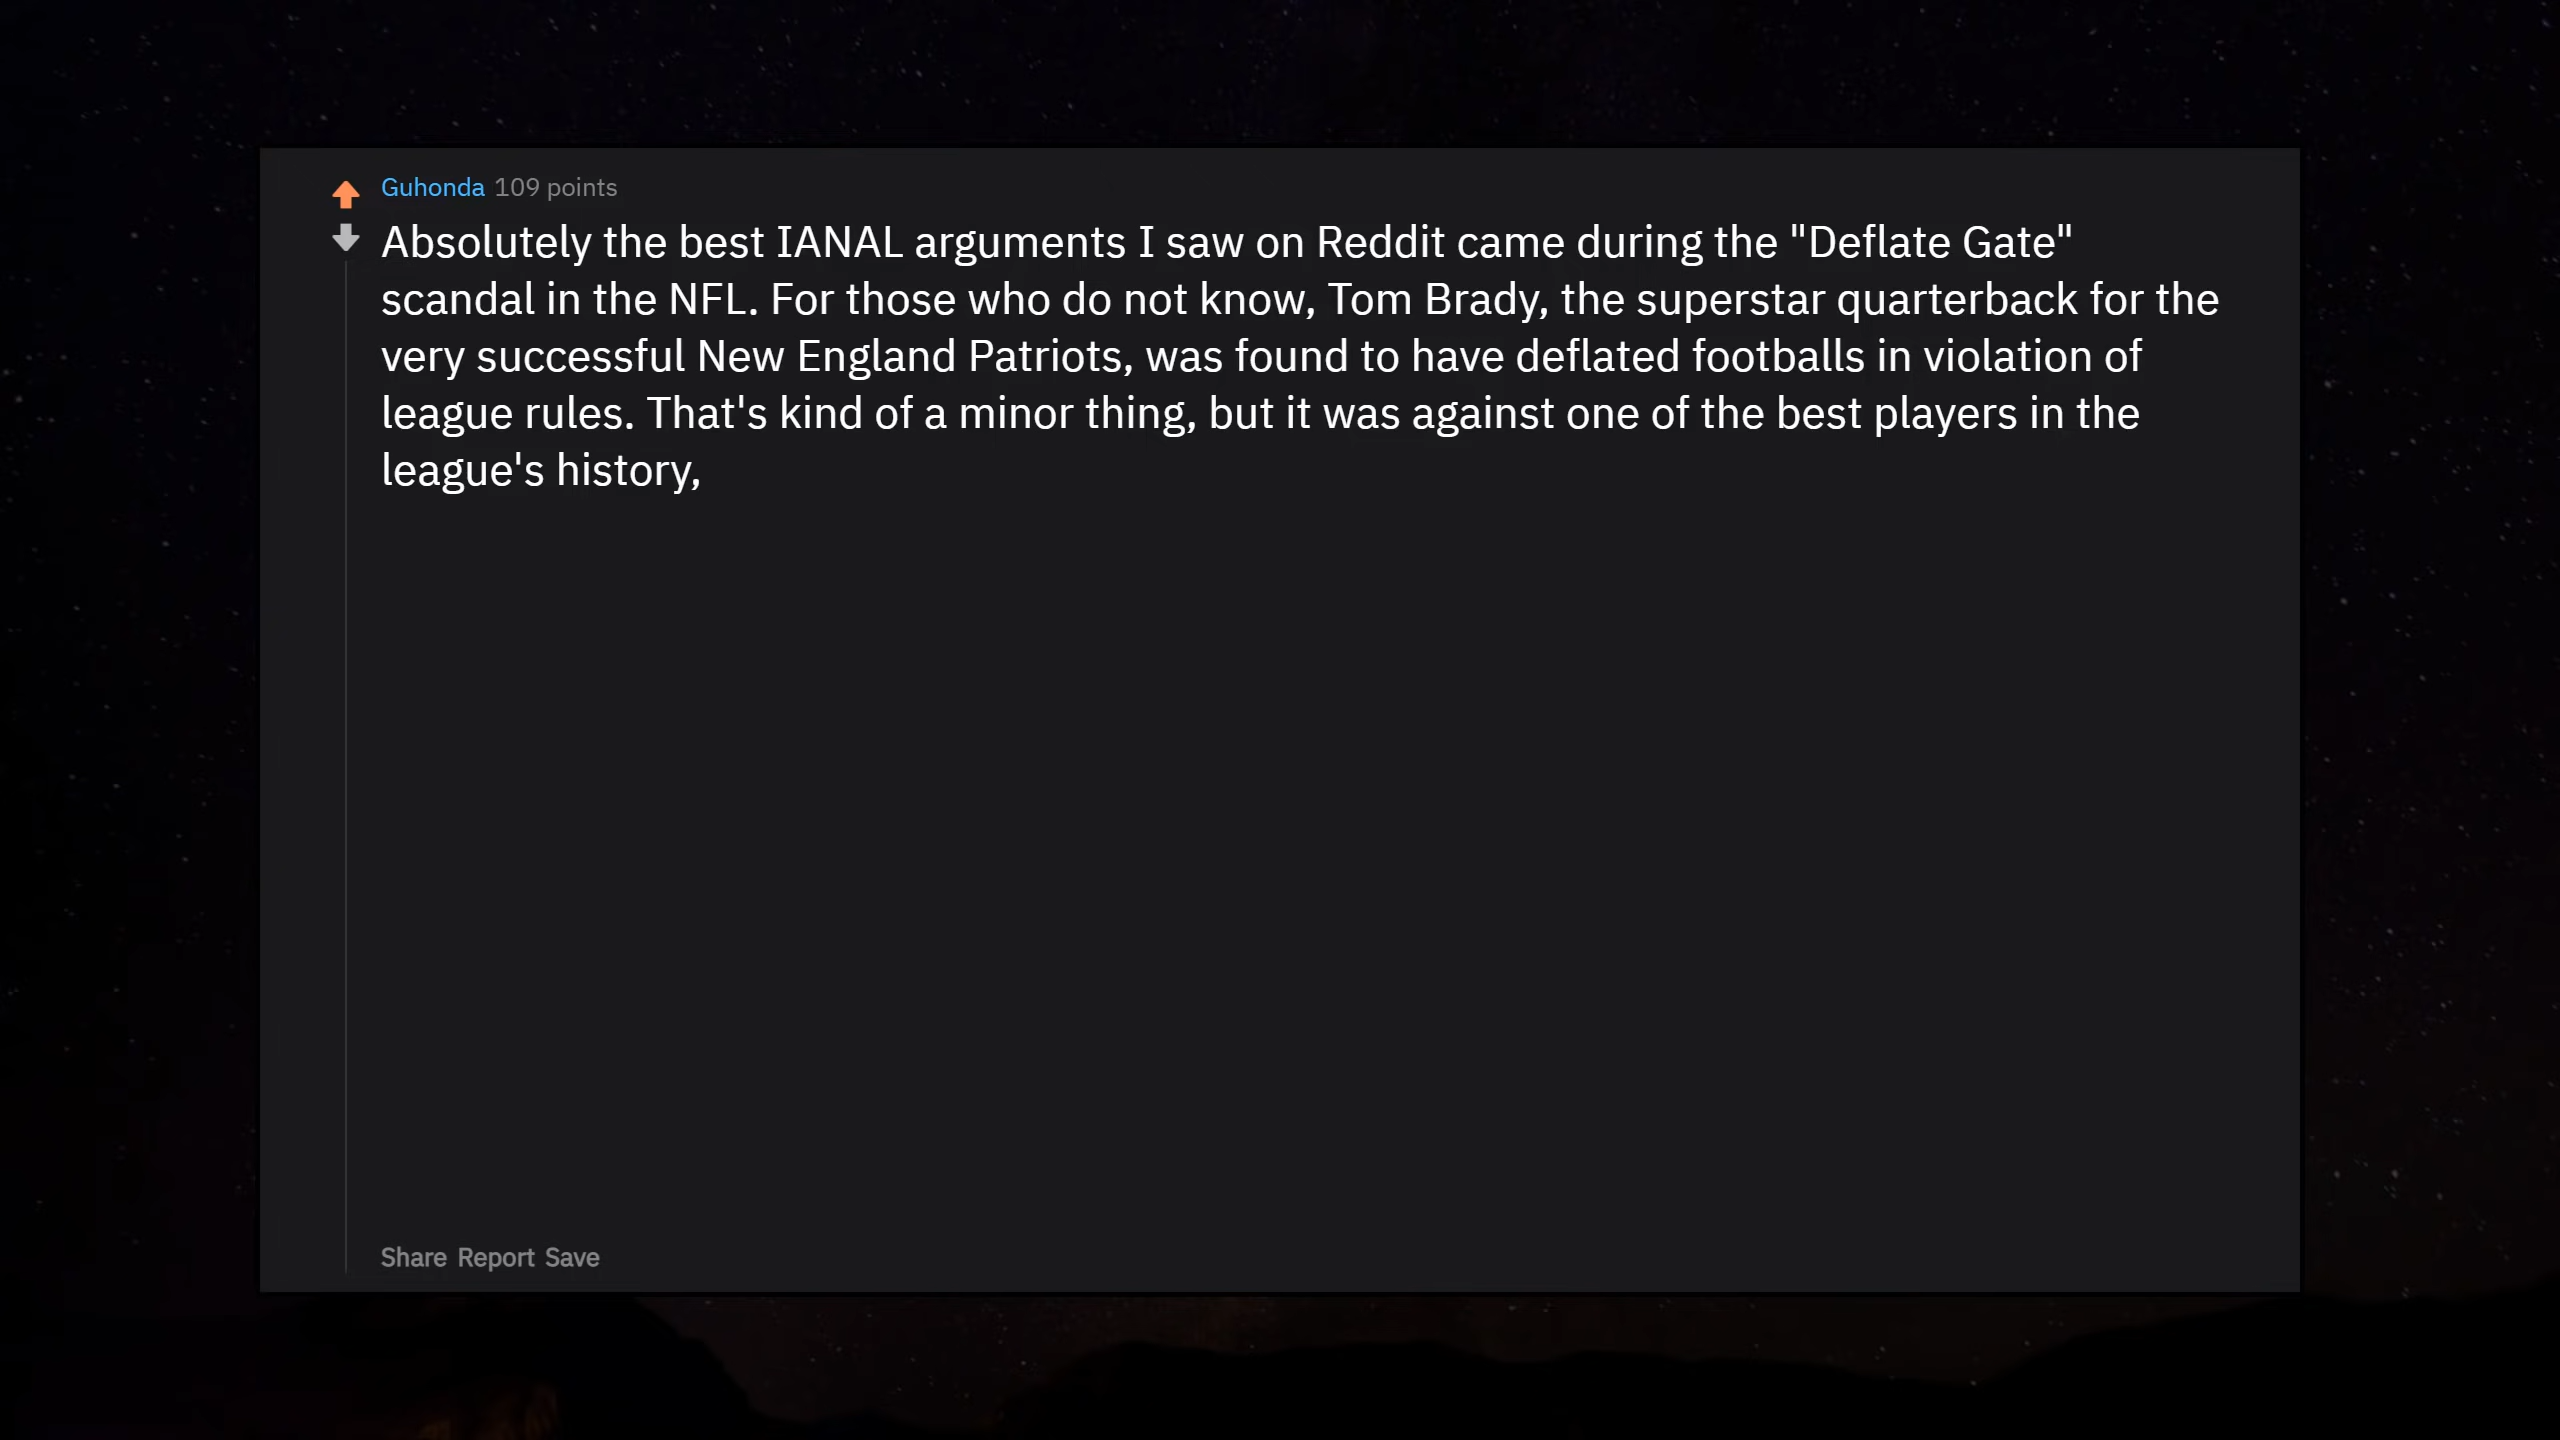 Guhonda 109 points
Absolutely the best IANAL arguments I saw on Reddit came during the "Deflate Gate"
scandal in the NFL. For those who do not know, Tom Brady, the superstar quarterback for the
very successful New England Patriots, was found to have deflated footballs in violation of
league rules. That's kind of a minor thing, but it was against one of the best players in the
league's history,
Share Report Save